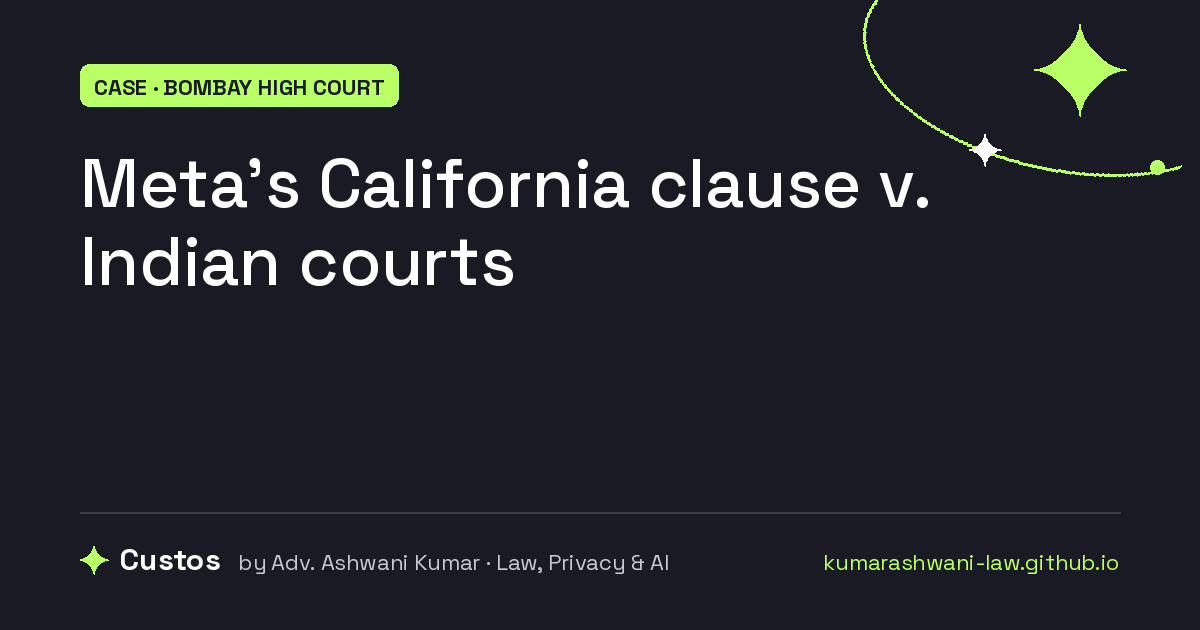 CASE · BOMBAY HIGH COURT
Meta’s California clause v.
Indian courts
Custos by Adv. Ashwani Kumar · Law, Privacy & AI
kumarashwani-law.github.io